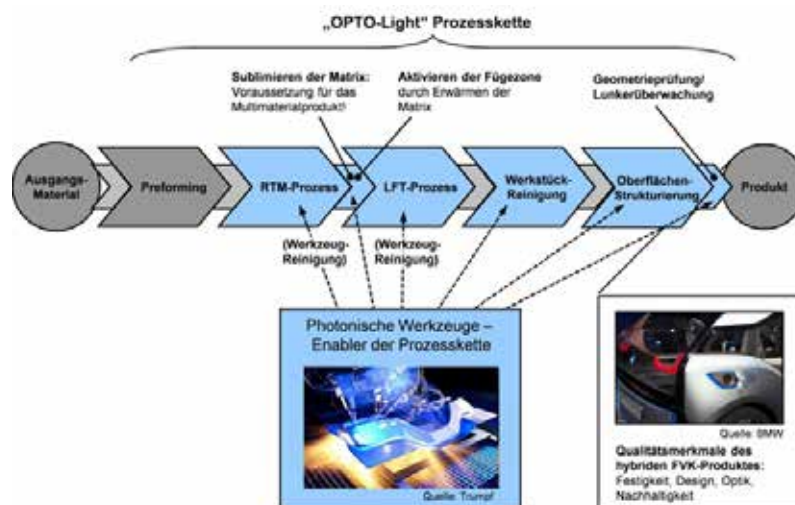 „OPTO-Light“ Prozesskette
Sublimieren der Matrix:
Voraussetzung für das
Multimaterialprodukt!
Aktivieren der Fügezone
durch Erwärmen der
Matrix
Geometrieprüfung/
Lunkerüberwachung
Ausgangs-
Material
Preforming
RTM-Prozess
LFT-Prozess
Werkstück-
Reinigung
Oberflächen-
Strukturierung
Produkt
(Werkzeug-
Reinigung)
(Werkzeug-
Reinigung)
Photonische Werkzeuge –
Enabler der Prozesskette
Quelle: Trumpf
Quelle: BMW
Qualitätsmerkmale des
hybriden FVK-Produktes:
Festigkeit, Design, Optik,
Nachhaltigkeit